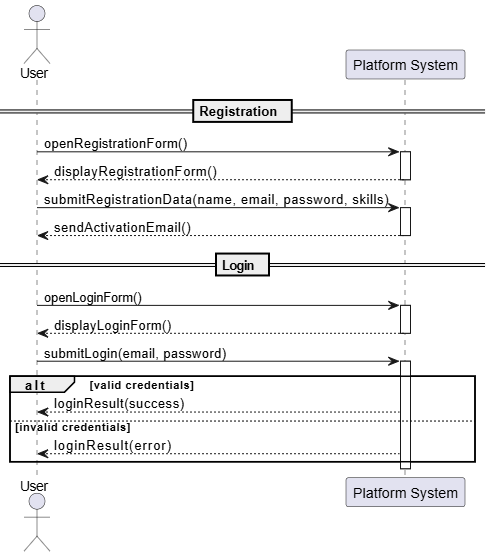 User
Platform System
Registration
openRegistrationForm()
displayRegistrationForm()
submitRegistrationData(name, email, password, skills)
sendActivationEmail()
Login
openLoginForm()
displayLoginForm()
submitLogin(email, password)
alt [valid credentials]
loginResult(success)
[invalid credentials]
loginResult(error)
User
Platform System